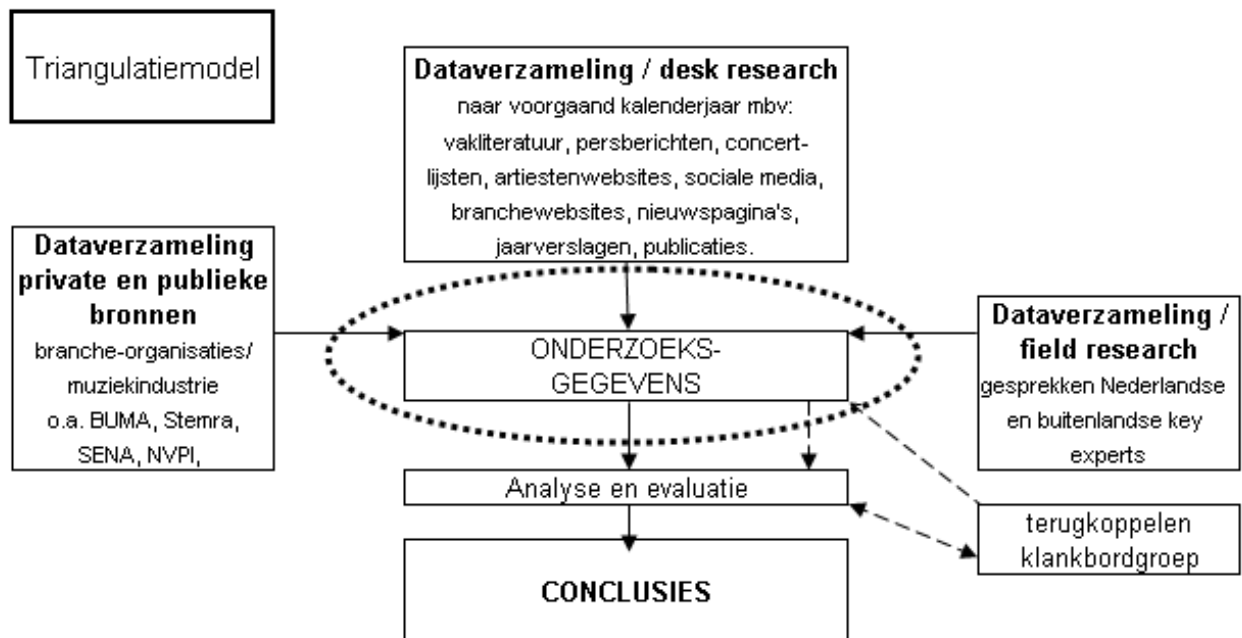 Triangulatiemodel
Dataverzameling / desk research
naar voorgaand kalenderjaar mbv:
vakliteratuur, persberichten, concert-
lijsten, artiestenwebsites, sociale media,
branchewebsites, nieuwspagina's,
jaarverslagen, publicaties.
Dataverzameling
private en publieke
bronnen
branche-organisaties/
muziekindustrie
o.a. BUMA, Stemra,
SENA, NVPI,
ONDERZOEKS-
GEGEVENS
Dataverzameling /
field research
gesprekken Nederlandse
en buitenlandse key
experts
Analyse en evaluatie
terugkoppelen
klankbordgroep
CONCLUSIES